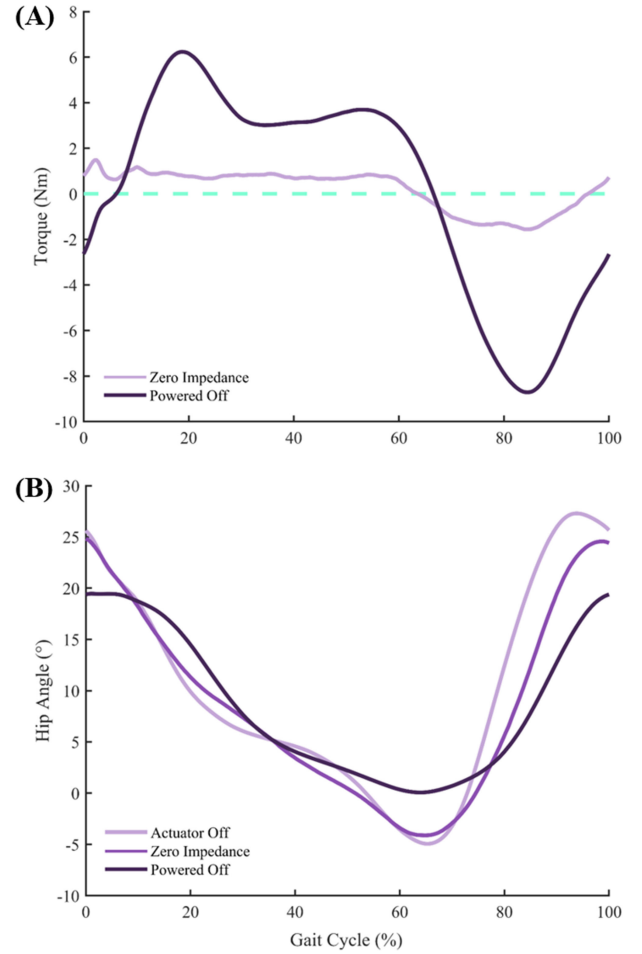 (A)
8
6
4
2
0
-2
-4
-6
-8
-10
Torque (Nm)
Zero Impedance
Powered Off
0 20 40 60 80 100
(B)
30
25
20
15
10
5
0
-5
-10
Hip Angle (°)
Actuator Off
Zero Impedance
Powered Off
0 20 40 60 80 100
Gait Cycle (%)